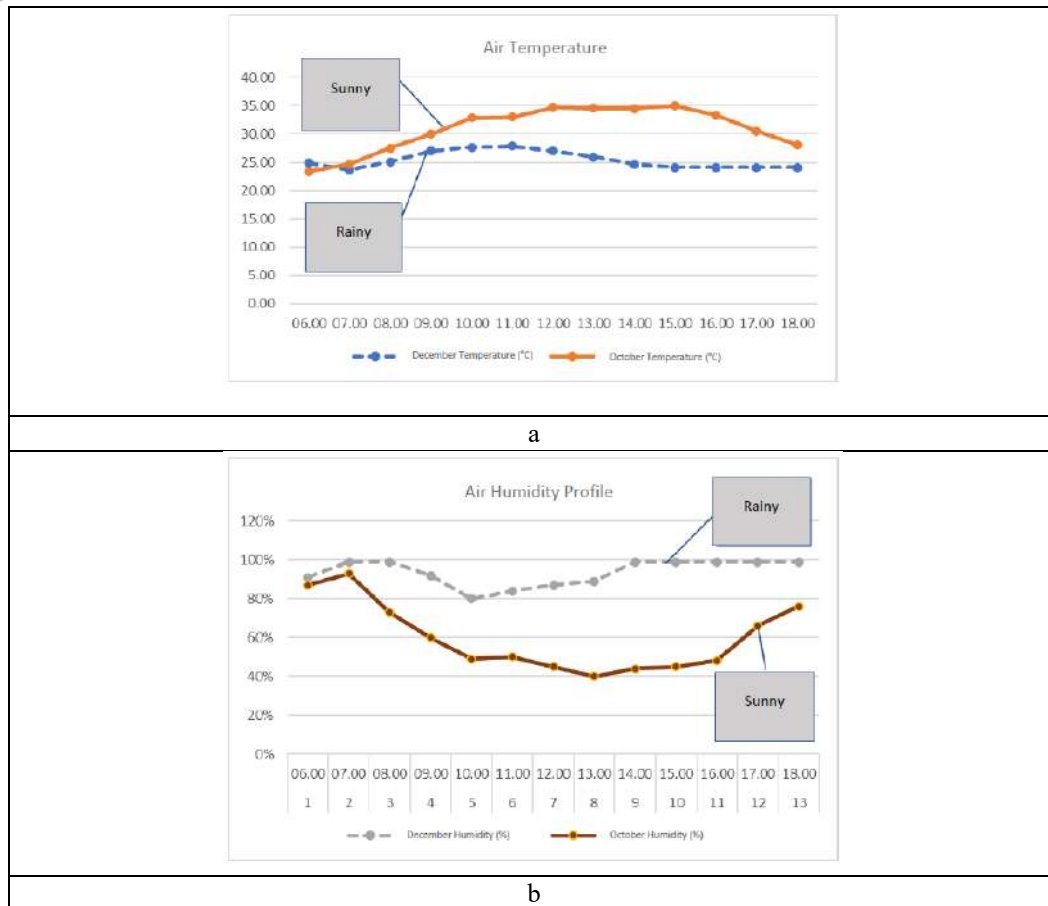 Air Temperature
40.00
35.00
30.00
25.00
20.00
15.00
10.00
5.00
0.00
Sunny
Rainy
06.00 07.00 08.00 09.00 10.00 11.00 12.00 13.00 14.00 15.00 16.00 17.00 18.00
December Temperature (°C) October Temperature (°C)
a
Air Humidity Profile
120%
100%
80%
60%
40%
20%
0%
Rainy
Sunny
06.00 07.00 08.00 09.00 10.00 11.00 12.00 13.00 14.00 15.00 16.00 17.00 18.00
1 2 3 4 5 6 7 8 9 10 11 12 13
December Humidity (%) October Humidity (%)
b